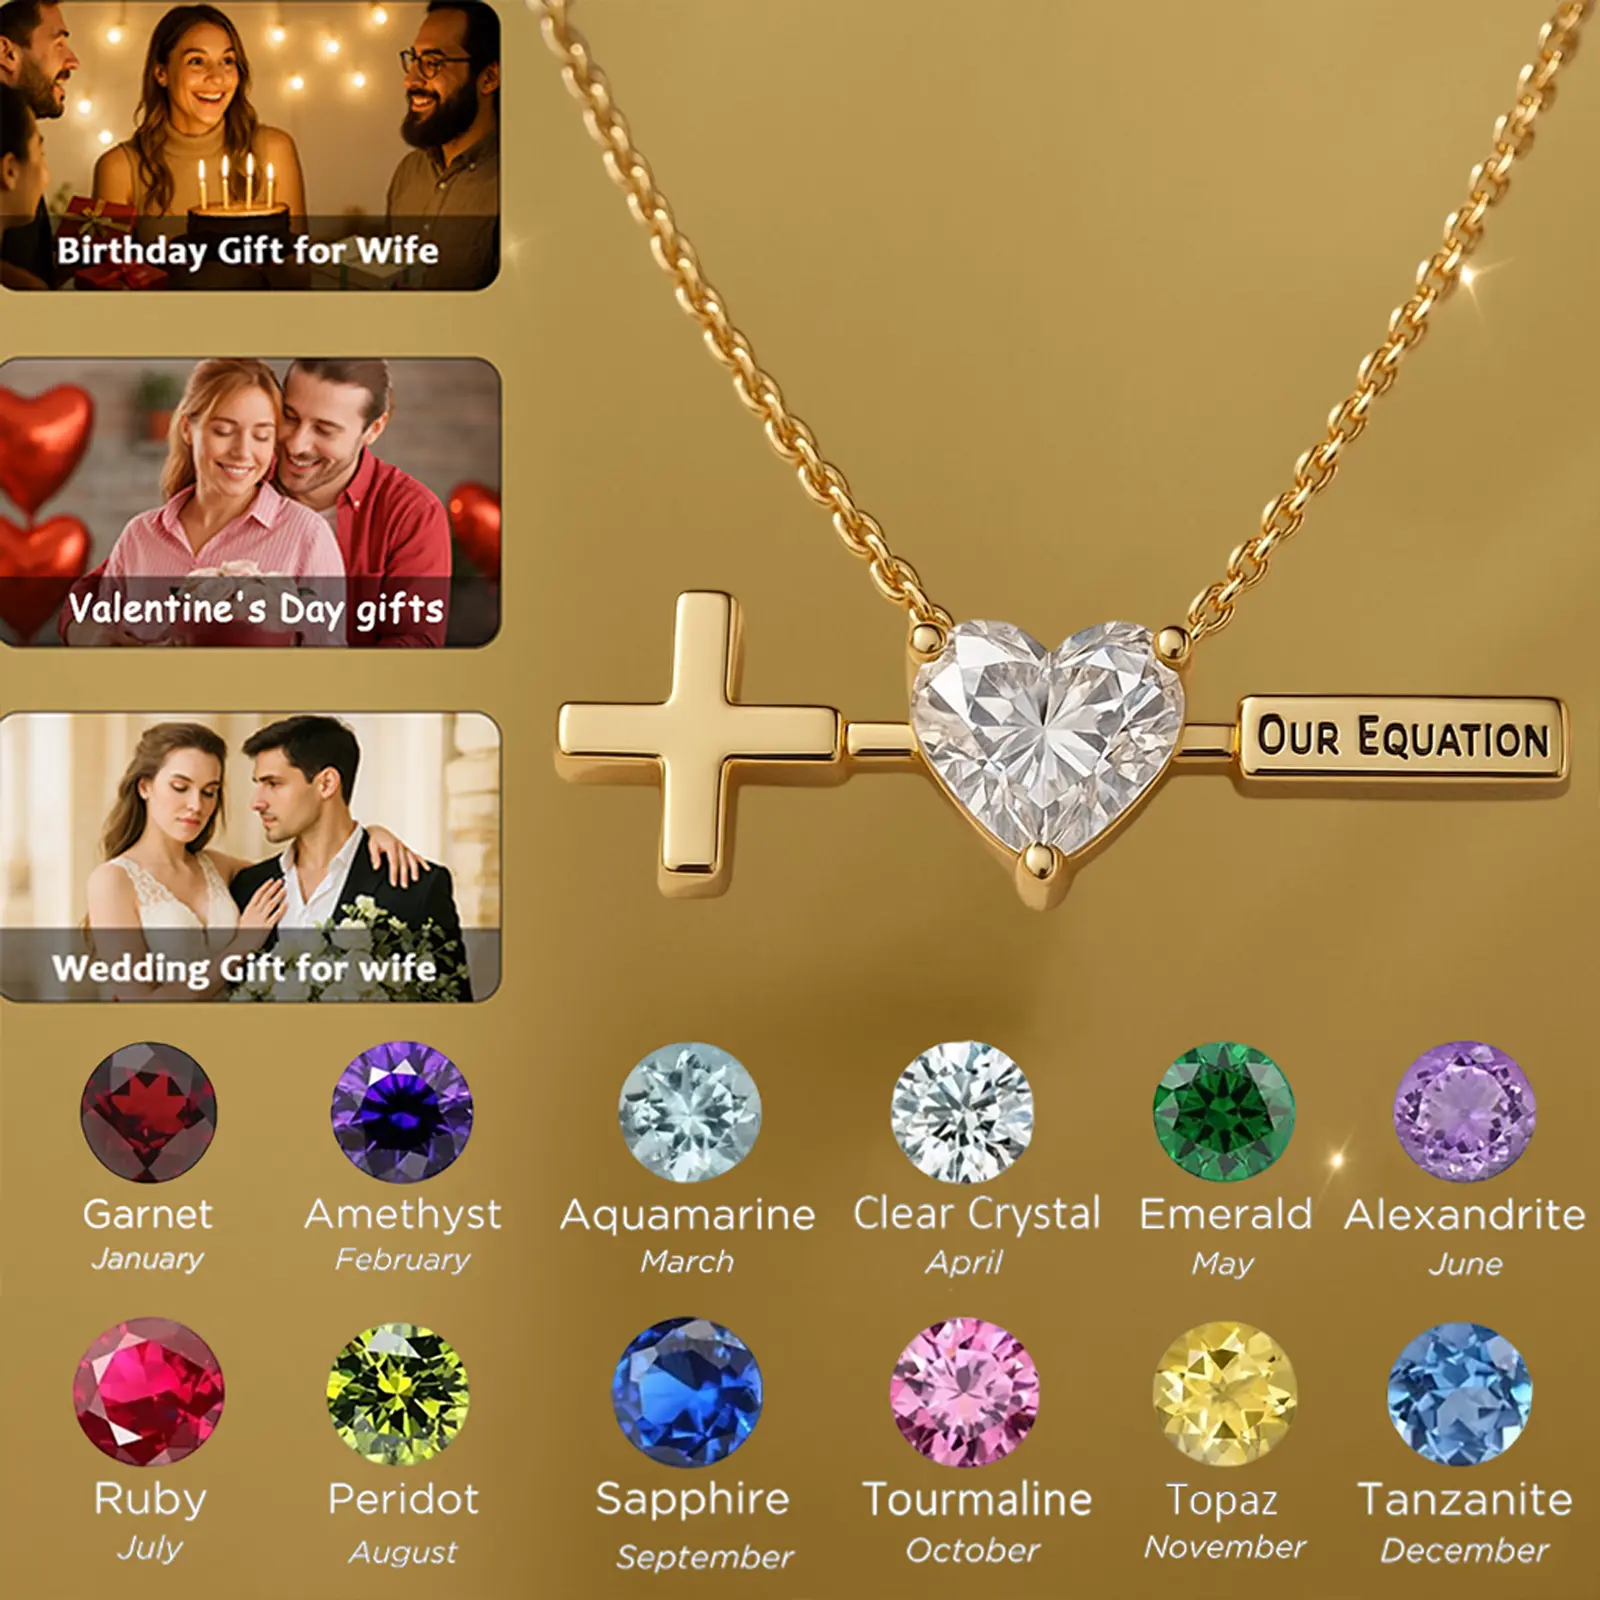 Birthday Gift for Wife
Valentine's Day gifts
Wedding Gift for wife
OUR EQUATION
Garnet
January
Amethyst
February
Aquamarine
March
Clear Crystal
April
Emerald
May
Alexandrite
June
Ruby
July
Peridot
August
Sapphire
September
Tourmaline
October
Topaz
November
Tanzanite
December